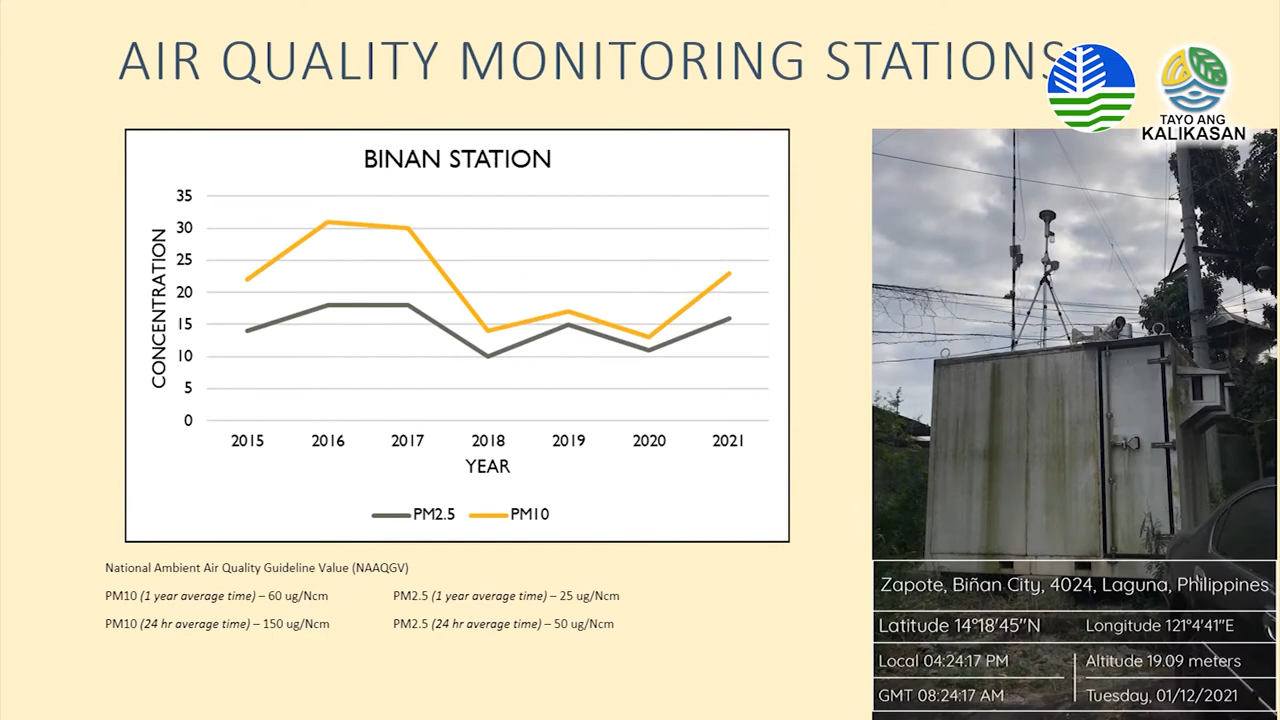 AIR QUALITY MONITORING STATIONS
TAYO ANG
KALIKASAN
BINAN STATION
CONCENTRATION
35
30
25
20
15
10
5
0
2015 2016 2017 2018 2019 2020 2021
YEAR
PM2.5 PM10
National Ambient Air Quality Guideline Value (NAAQGV)
PM10 (1 year average time) – 60 ug/Ncm PM2.5 (1 year average time) – 25 ug/Ncm
PM10 (24 hr average time) – 150 ug/Ncm PM2.5 (24 hr average time) – 50 ug/Ncm
Zapote, Biñan City, 4024, Laguna, Philippines
Latitude 14°18'45"N Longitude 121°4'41"E
Local 04:24:17 PM Altitude 19.09 meters
GMT 08:24:17 AM Tuesday, 01/12/2021